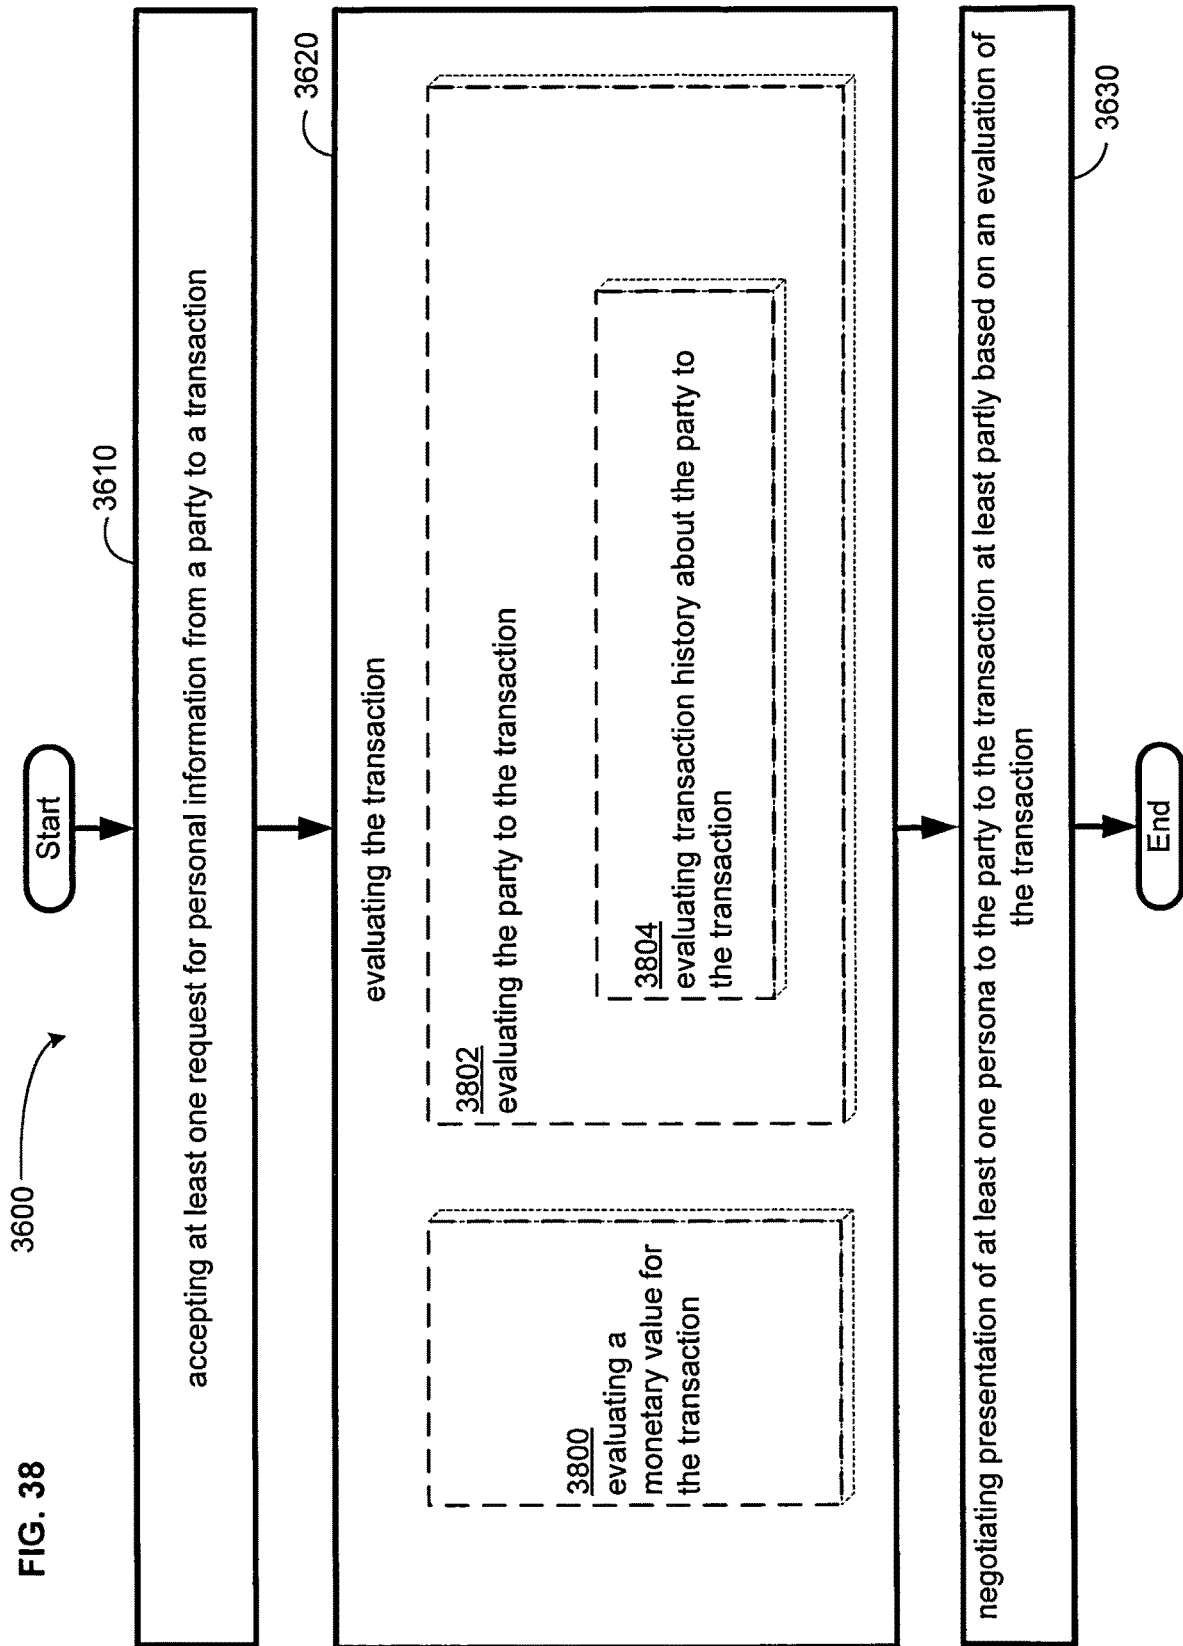 FIG. 38
3600
Start
3610
accepting at least one request for personal information from a party to a transaction
3620
evaluating the transaction
3800
evaluating a
monetary value for
the transaction
3802
evaluating the party to the transaction
3804
evaluating transaction history about the party to
the transaction
3630
negotiating presentation of at least one persona to the party to the transaction at least partly based on an evaluation of
the transaction
End